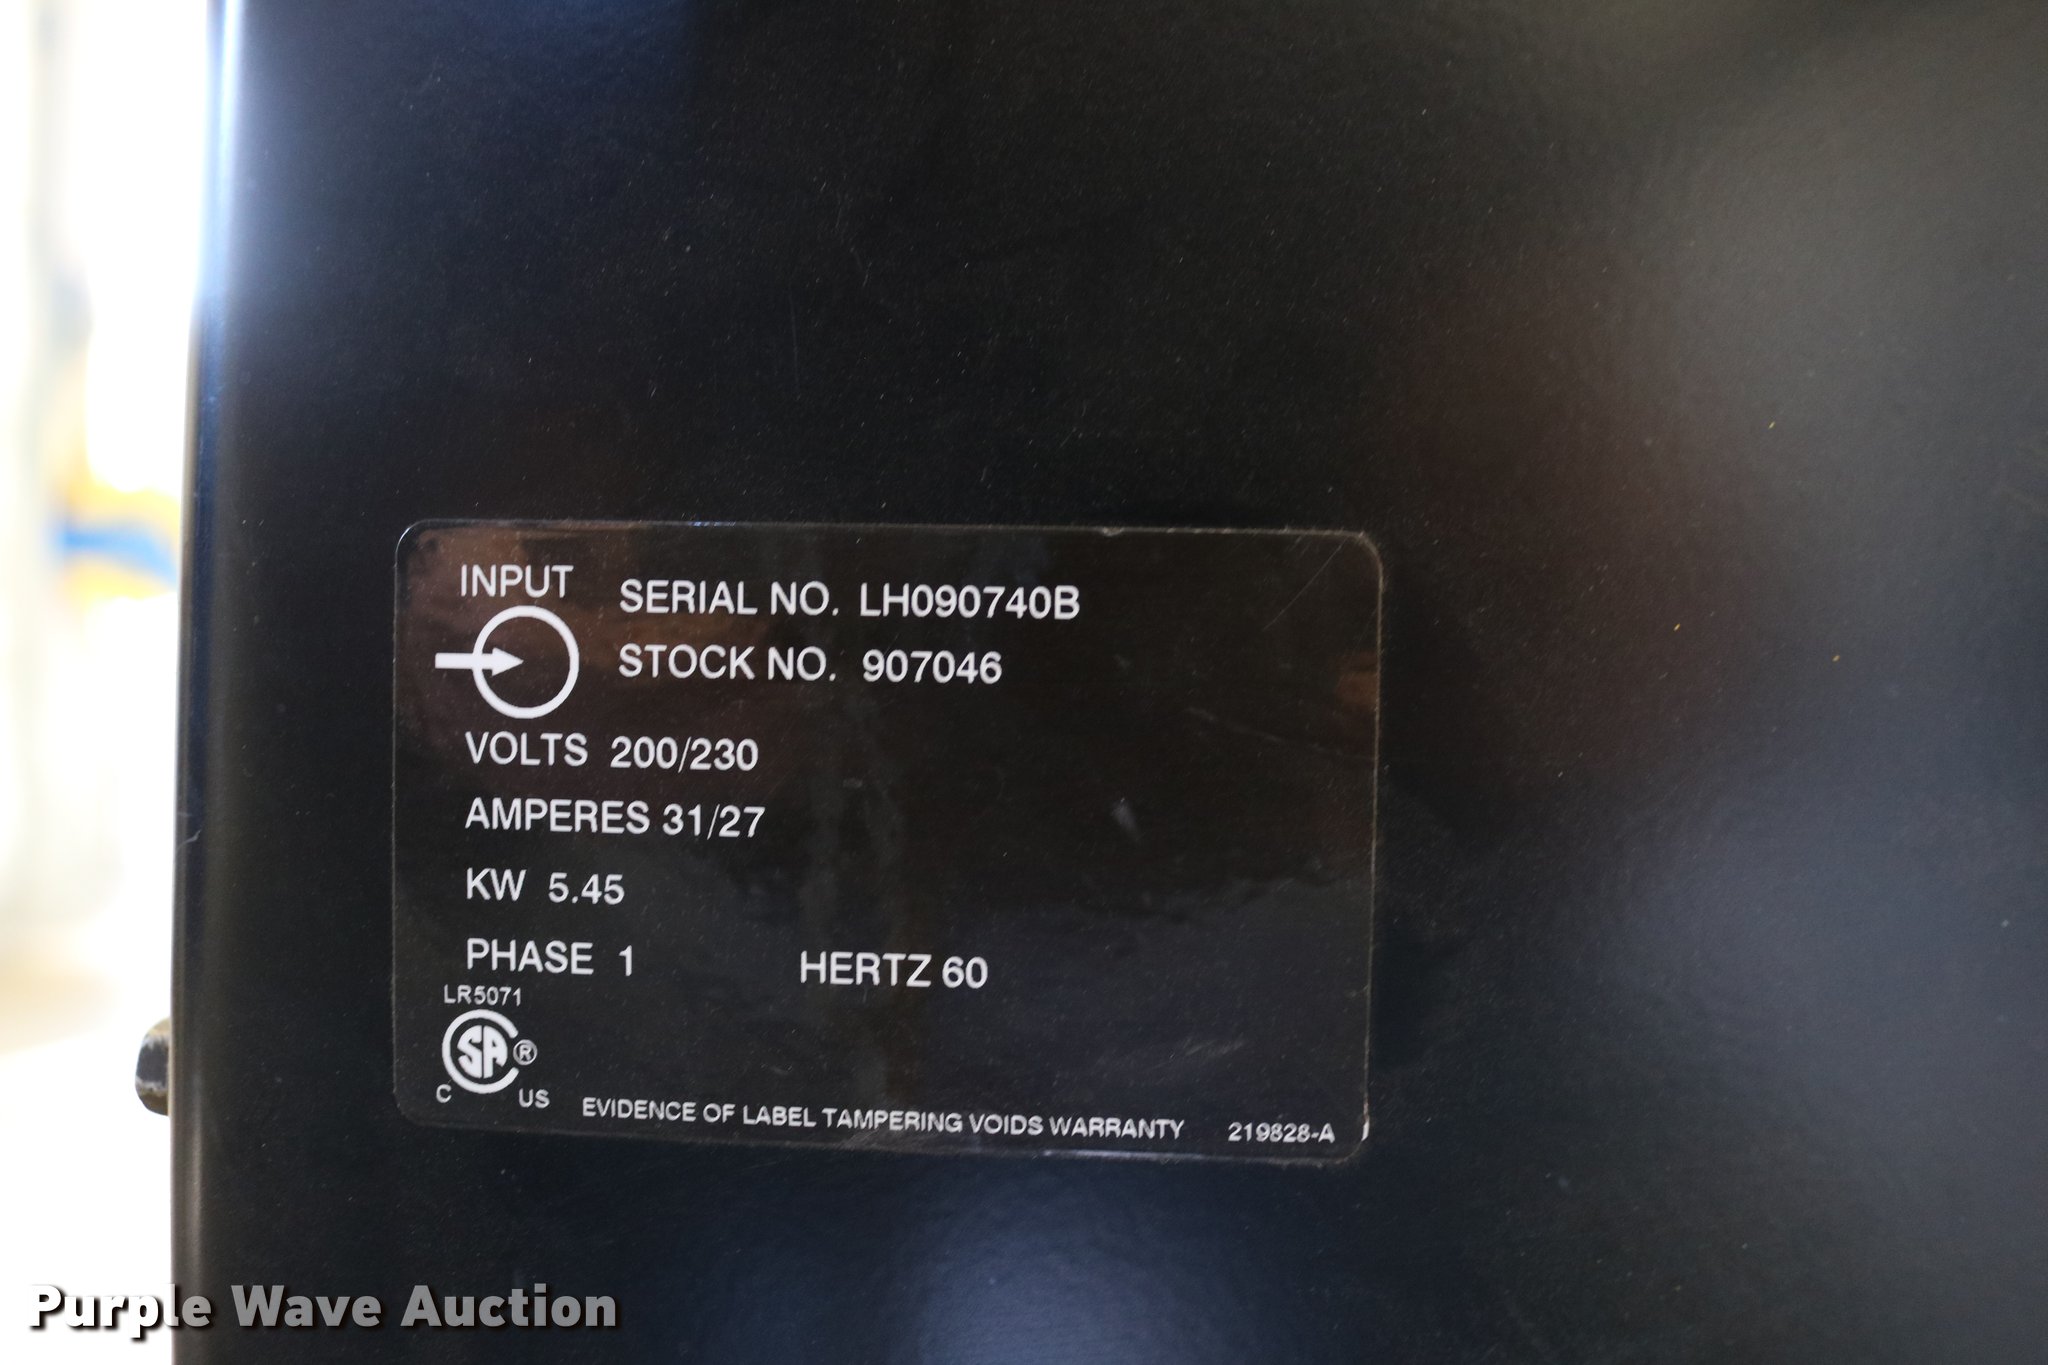 INPUT
SERIAL NO. LH090740B
STOCK NO. 907046
VOLTS 200/230
AMPERES 31/27
KW 5.45
PHASE 1 HERTZ 60
LR5071
SA ®
C US
EVIDENCE OF LABEL TAMPERING VOIDS WARRANTY 219828-A
Purple Wave Auction